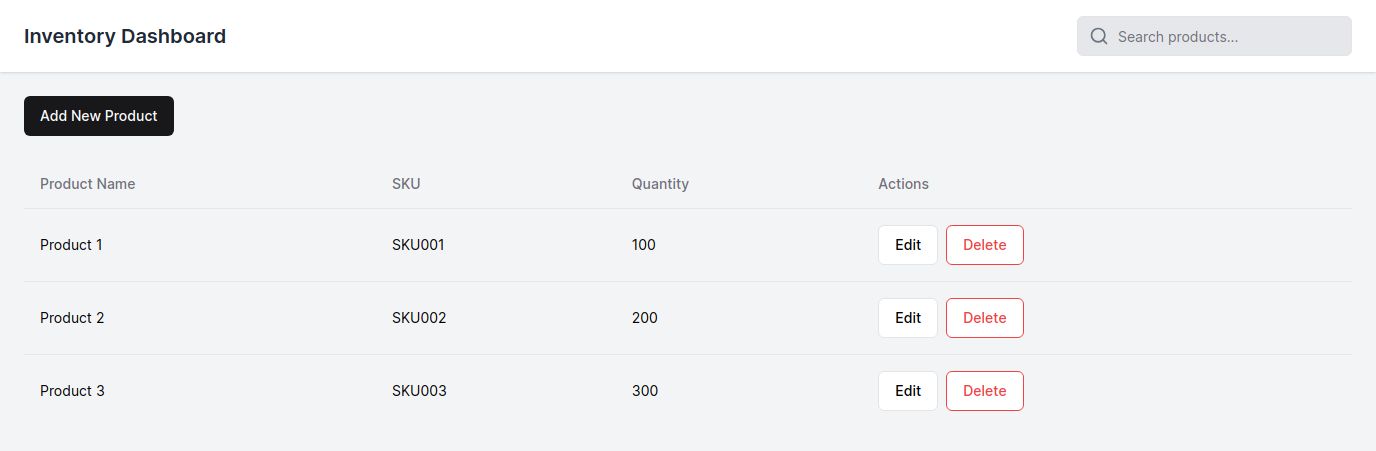 Inventory Dashboard
Search products...
Add New Product
Product Name SKU Quantity Actions
Product 1 SKU001 100 Edit Delete
Product 2 SKU002 200 Edit Delete
Product 3 SKU003 300 Edit Delete